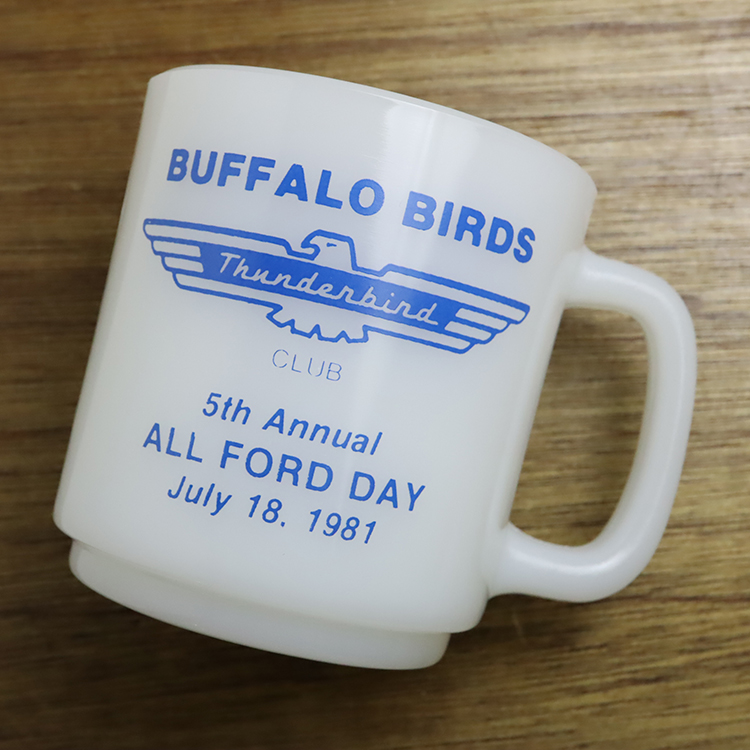 BUFFALO BIRDS
Thunderbird
CLUB
5th Annual
ALL FORD DAY
July 18. 1981